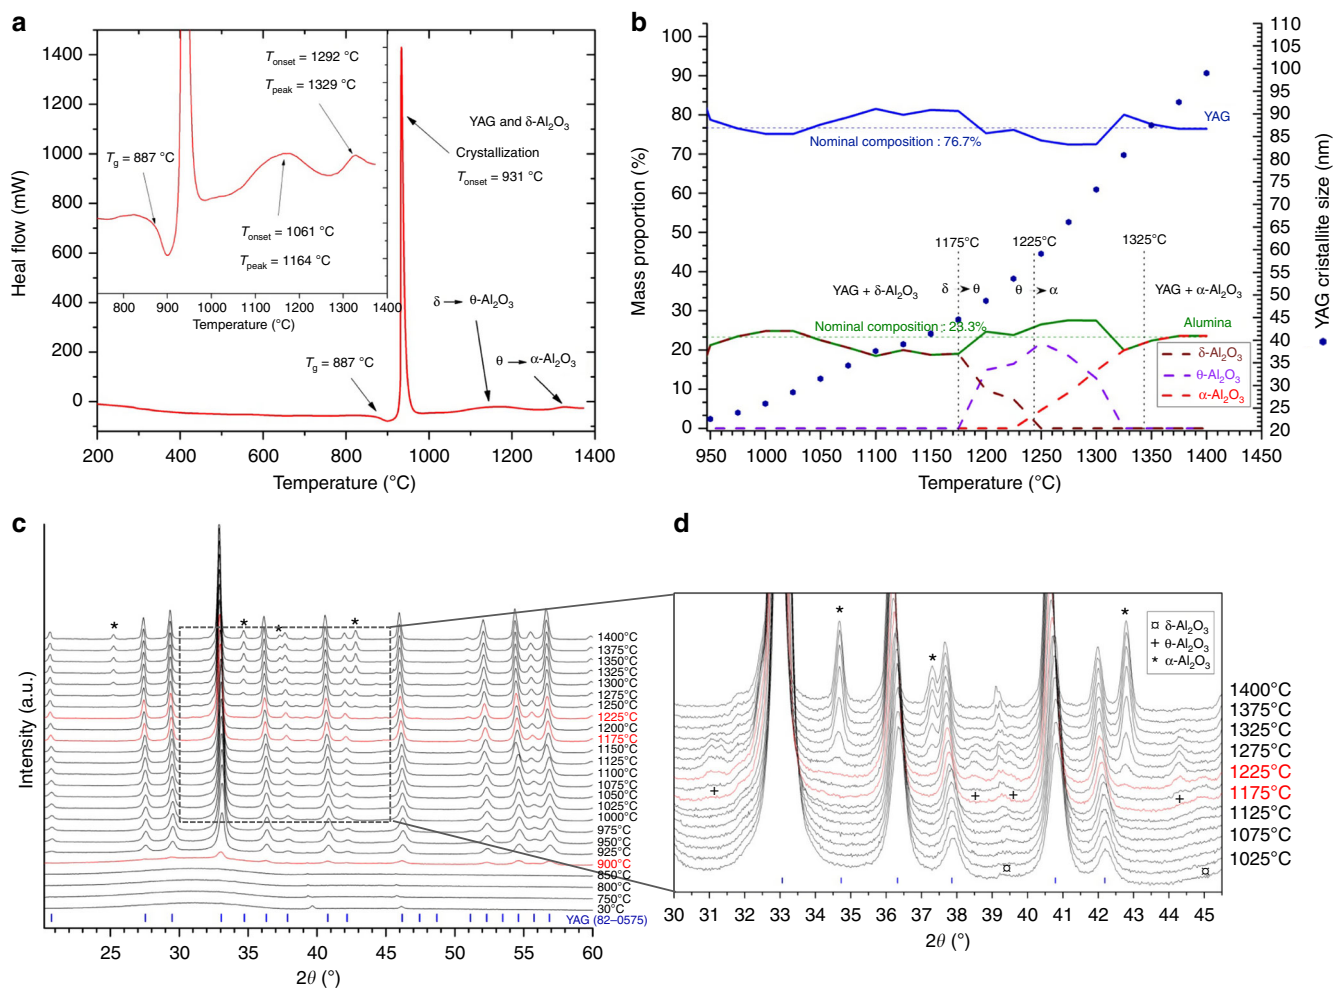 a
Heal flow (mW)
1400
1200
1000
800
600
400
200
0
200 400 600 800 1000 1200 1400
Temperature (°C)
Tonset = 1292 °C
Tpeak = 1329 °C
Tg = 887 °C
Tonset = 1061 °C
Tpeak = 1164 °C
800 900 1000 1100 1200 1300 1400
Temperature (°C)
YAG and δ-Al2O3
Crystallization
Tonset = 931 °C
δ θ-Al2O3
Tg = 887 °C
θ α-Al2O3
b
Mass proportion (%)
100
90
80
70
60
50
40
30
20
10
0
950 1000 1050 1100 1150 1200 1250 1300 1350 1400 1450
Temperature (°C)
YAG cristallite size (nm)
110
105
100
95
90
85
80
75
70
65
60
55
50
45
40
35
30
25
20
YAG
Nominal composition : 76.7%
1175°C 1225°C 1325°C
YAG + δ-Al2O3 δ θ θ α YAG + α-Al2O3
Nominal composition : 23.3%
Alumina
δ-Al2O3
θ-Al2O3
α-Al2O3
c
Intensity (a.u.)
* * * *
1400°C
1375°C
1350°C
1325°C
1300°C
1275°C
1250°C
1225°C
1200°C
1175°C
1150°C
1125°C
1100°C
1075°C
1050°C
1025°C
1000°C
975°C
950°C
925°C
900°C
850°C
800°C
750°C
30°C
YAG (82–0575)
25 30 35 40 45 50 55 60
2θ (°)
d
* * *
¤ δ-Al2O3
+ θ-Al2O3
* α-Al2O3
1400°C
1375°C
1325°C
1275°C
1225°C
1175°C
1125°C
1075°C
1025°C
+ + + +
¤ ¤
30 31 32 33 34 35 36 37 38 39 40 41 42 43 44 45
2θ (°)